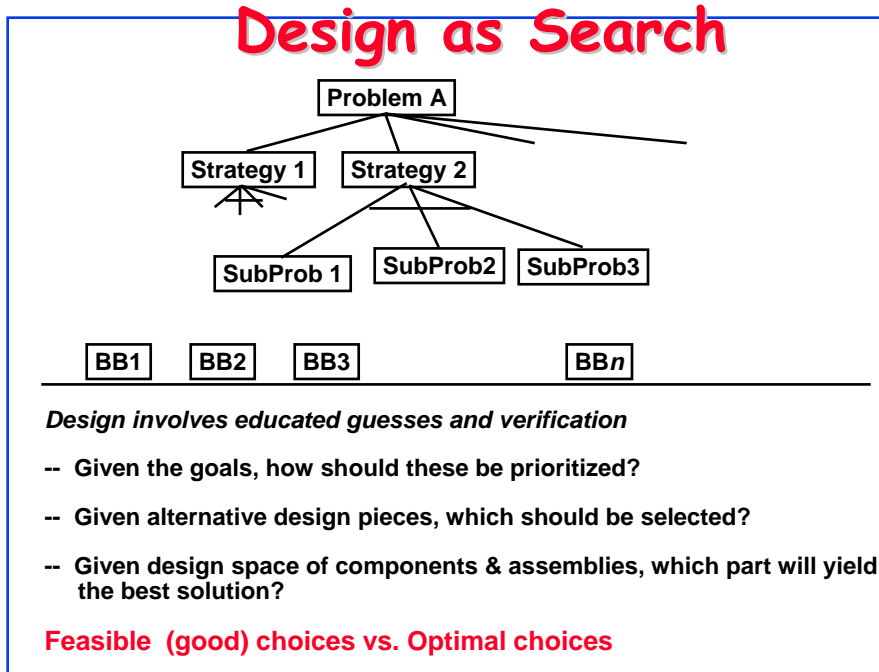 Design as Search
Problem A
Strategy 1 Strategy 2
SubProb 1 SubProb2 SubProb3
BB1 BB2 BB3 BBn
Design involves educated guesses and verification
-- Given the goals, how should these be prioritized?
-- Given alternative design pieces, which should be selected?
-- Given design space of components & assemblies, which part will yield
the best solution?
Feasible (good) choices vs. Optimal choices